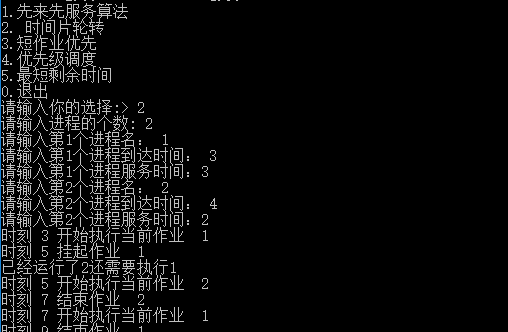 1.先来先服务算法
2. 时间片轮转
3.短作业优先
4.优先级调度
5.最短剩余时间
0.退出
请输入你的选择:> 2
请输入进程的个数: 2
请输入第1个进程名： 1
请输入第1个进程到达时间： 3
请输入第1个进程服务时间：3
请输入第2个进程名： 2
请输入第2个进程到达时间： 4
请输入第2个进程服务时间：2
时刻 3 开始执行当前作业  1
时刻 5 挂起作业  1
已经运行了2还需要执行1
时刻 5 开始执行当前作业  2
时刻 7 结束作业  2
时刻 7 开始执行当前作业  1
时刻
结束作业  1